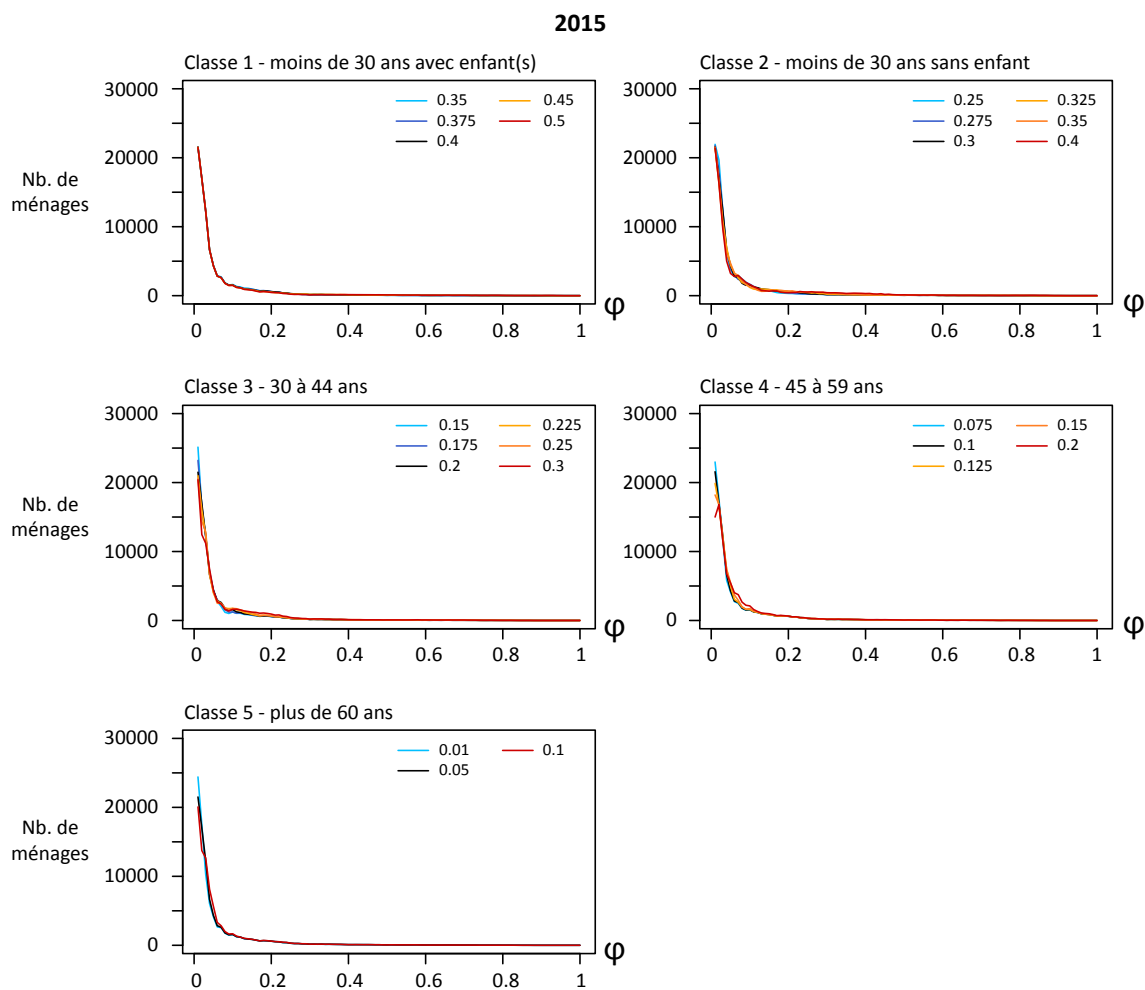 2015
Classe 1 - moins de 30 ans avec enfant(s)
30000
20000
10000
0
Nb. de
ménages
0.35 0.45
0.375 0.5
0.4
0 0.2 0.4 0.6 0.8 1
φ
Classe 2 - moins de 30 ans sans enfant
30000
20000
10000
0
0.25 0.325
0.275 0.35
0.3 0.4
0 0.2 0.4 0.6 0.8 1
φ
Classe 3 - 30 à 44 ans
30000
20000
10000
0
Nb. de
ménages
0.15 0.225
0.175 0.25
0.2 0.3
0 0.2 0.4 0.6 0.8 1
φ
Classe 4 - 45 à 59 ans
30000
20000
10000
0
0.075 0.15
0.1 0.2
0.125
0 0.2 0.4 0.6 0.8 1
φ
Classe 5 - plus de 60 ans
30000
20000
10000
0
Nb. de
ménages
0.01 0.1
0.05
0 0.2 0.4 0.6 0.8 1
φ